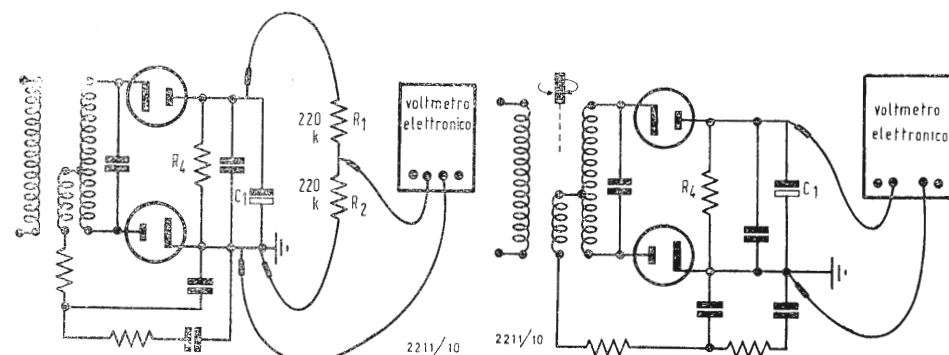 voltmetro
elettronico
220
k
R1
220
k
R2
R4
C1
2211/10
voltmetro
elettronico
R4
C1
2211/10